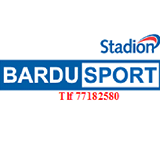 Stadion
BARDU SPORT
Tlf 77182580